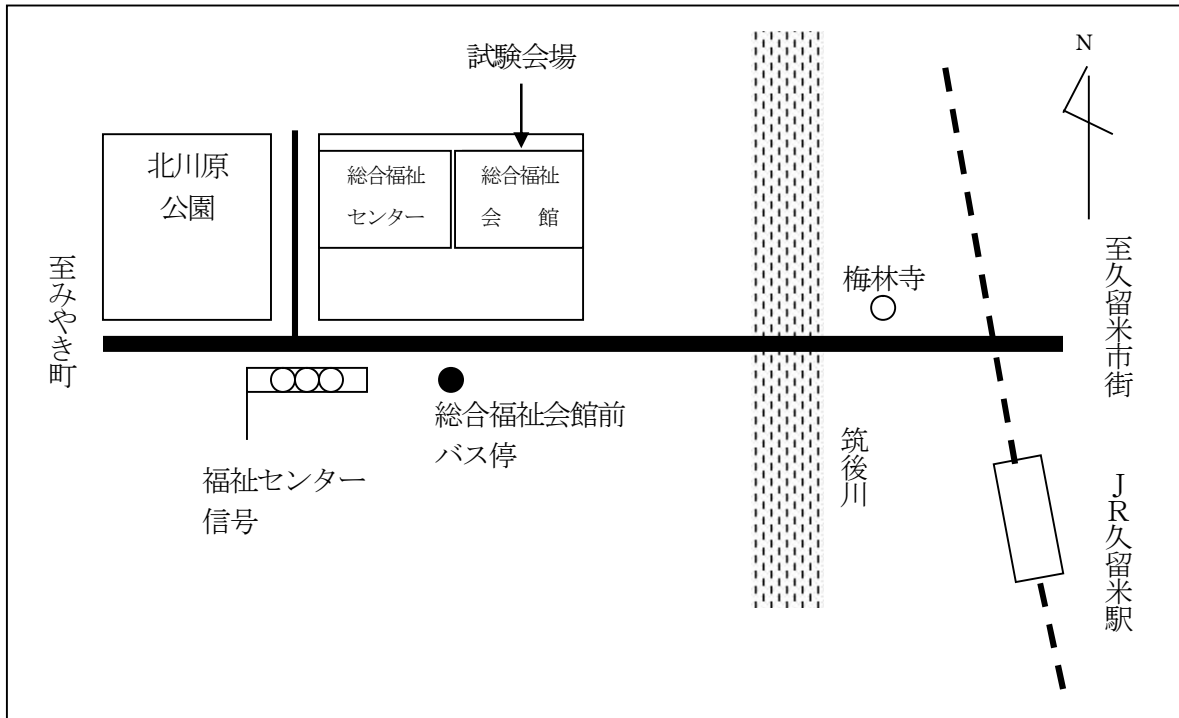 試験会場
N
北川原
公園
総合福祉
センター
総合福祉
会　館
至みやき町
梅林寺
至久留米市街
総合福祉会館前
バス停
筑後川
福祉センター
信号
ＪＲ久留米駅